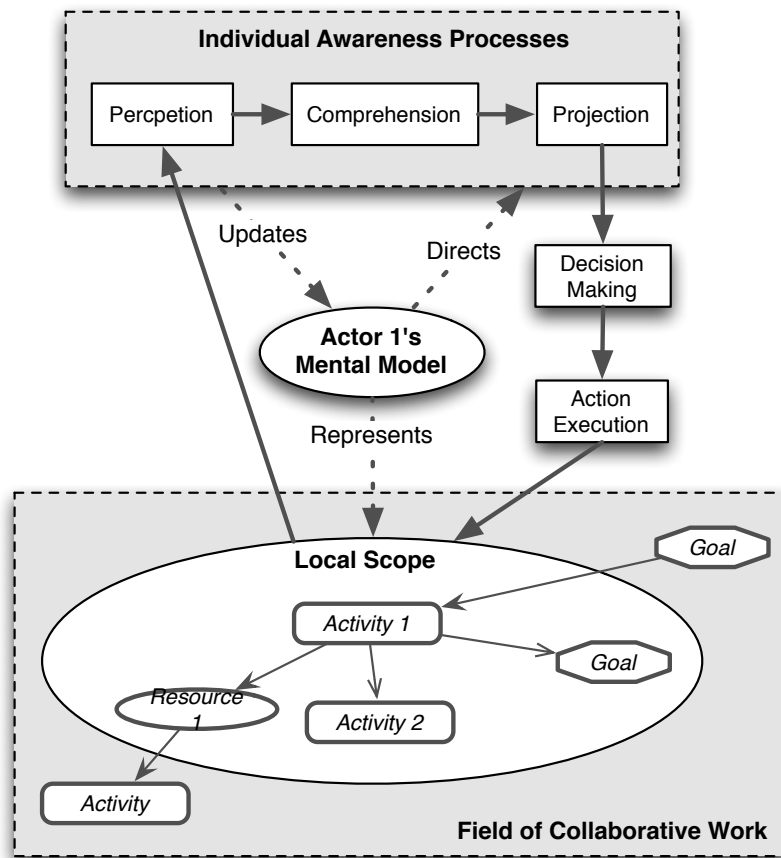 Individual Awareness Processes
Percpetion
Comprehension
Projection
Updates
Directs
Decision
Making
Actor 1's
Mental Model
Action
Execution
Represents
Local Scope
Goal
Activity 1
Goal
Resource
1
Activity 2
Activity
Field of Collaborative Work